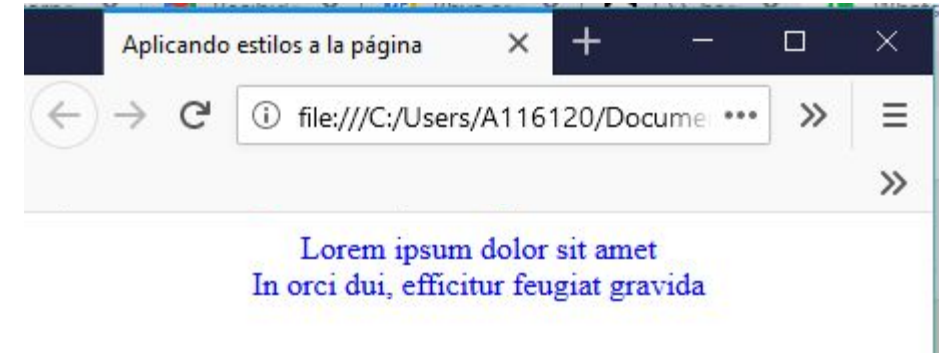 Aplicando estilos a la página
file:///C:/Users/A116120/Docume
Lorem ipsum dolor sit amet
In orci dui, efficitur feugiat gravida